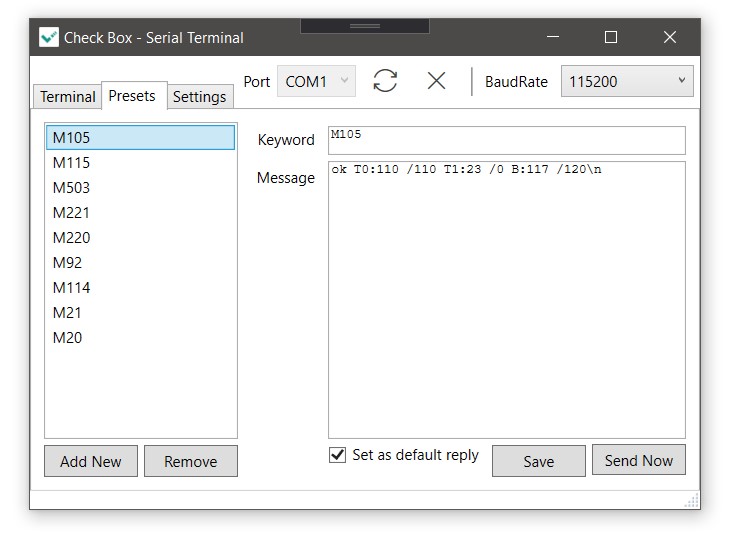 Check Box - Serial Terminal
Terminal Presets Settings Port COM1 BaudRate 115200
M105
M115
M503
M221
M220
M92
M114
M21
M20
Keyword M105
Message ok T0:110 /110 T1:23 /0 B:117 /120\n
Add New Remove Set as default reply Save Send Now